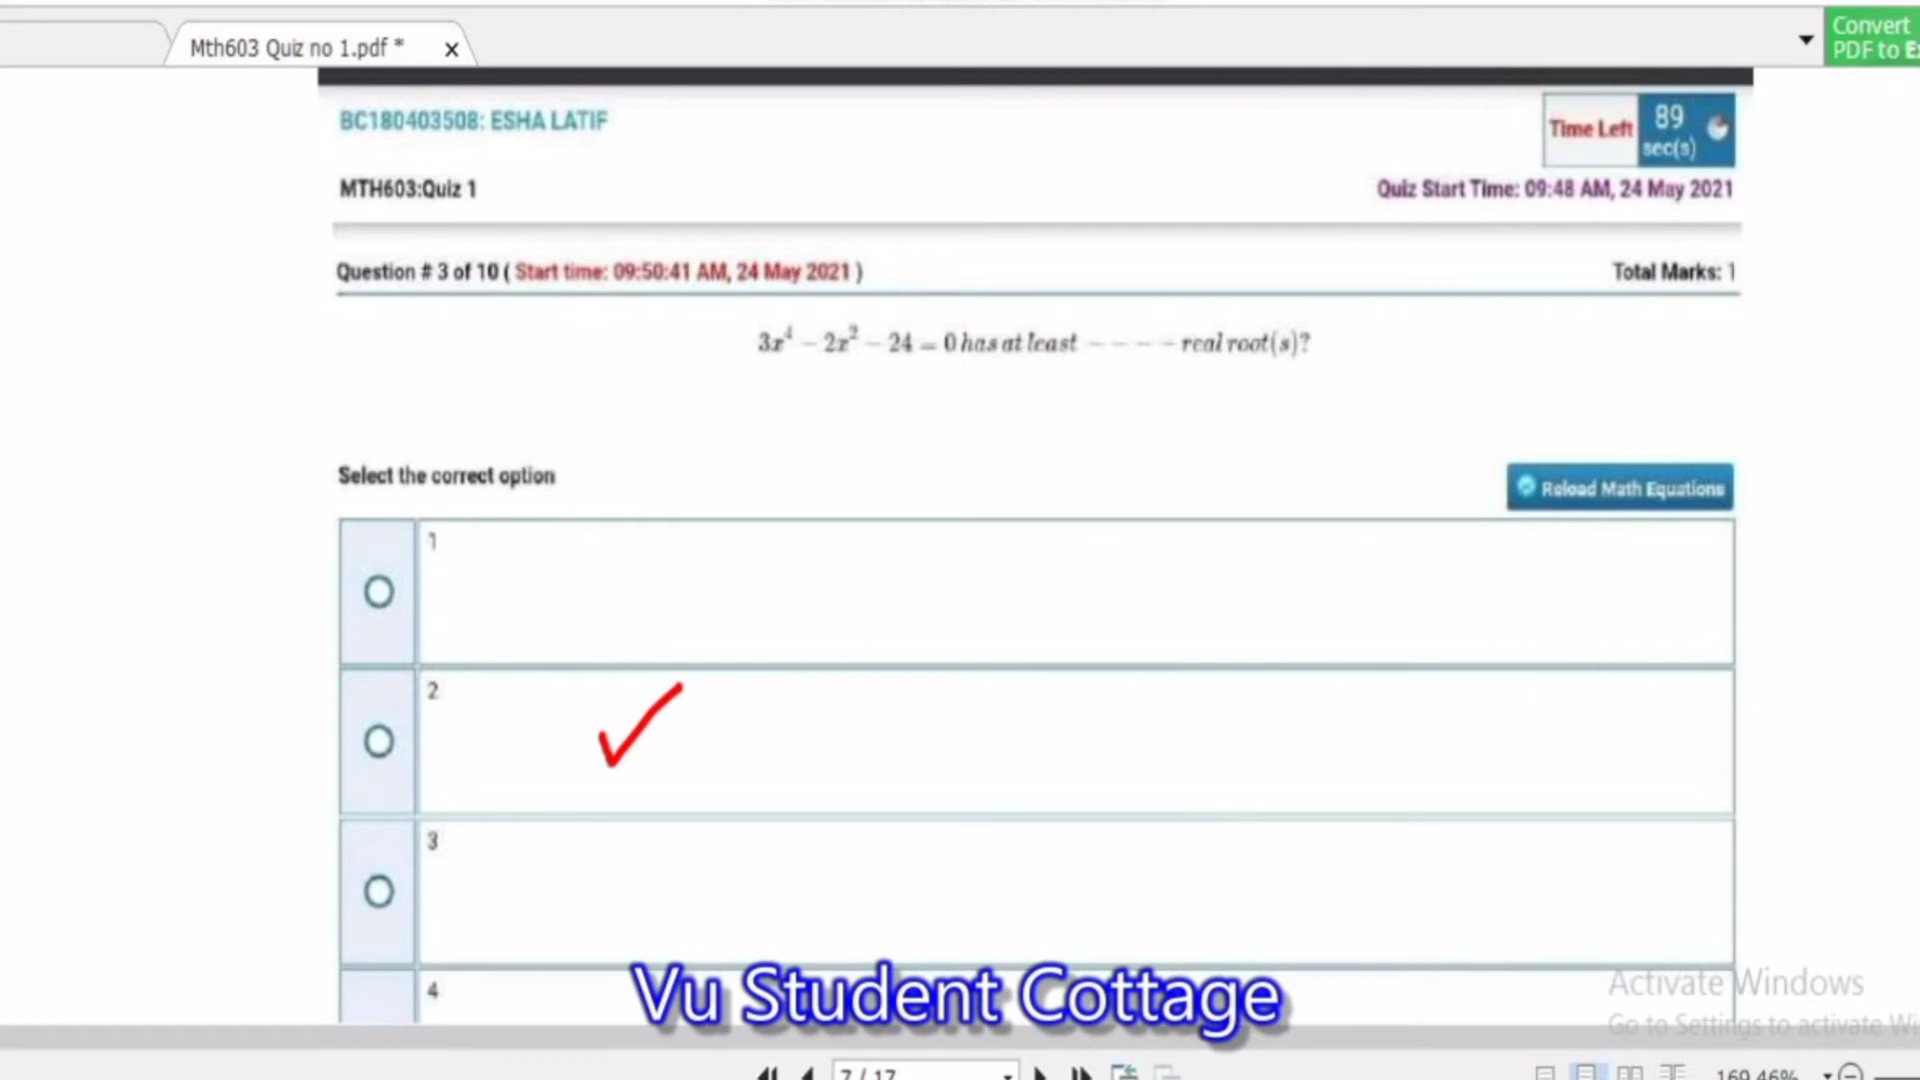 Mth603 Quiz no 1.pdf *
Convert
PDF to
BC180403508: ESHA LATIF
Time Left 89 sec(s)
MTH603:Quiz 1
Quiz Start Time: 09:48 AM, 24 May 2021
Question # 3 of 10 ( Start time: 09:50:41 AM, 24 May 2021 )
Total Marks: 1
3x⁴ − 2x² − 24 = 0 has at least − − − − real root(s)?
Select the correct option
Reload Math Equations
1
2
3
4
Vu Student Cottage
Activate Windows
Go to Settings to activate
7 / 17
169.46%